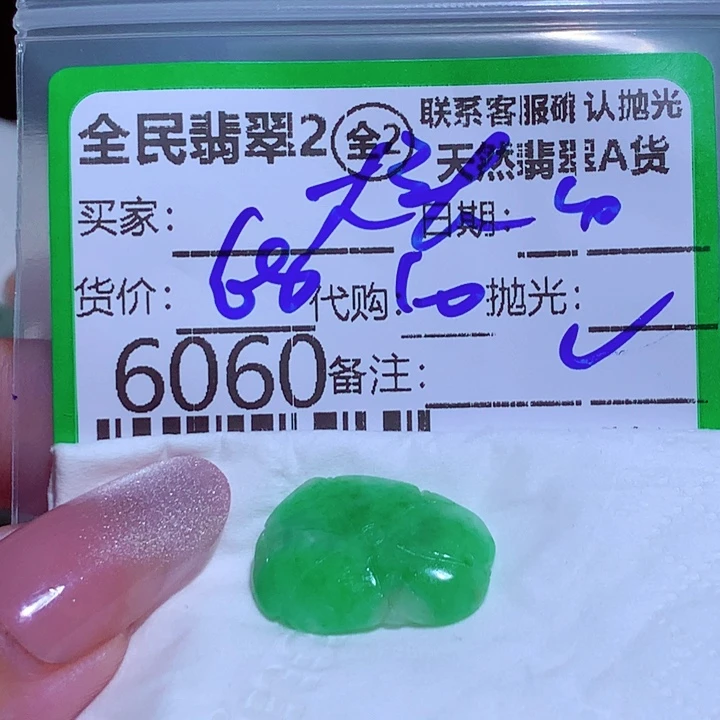 全民翡翠2 全2 联系客服确认抛光
天然翡翠A货
买家： 日期：
货价： 代购： 10 抛光：
6060 备注：